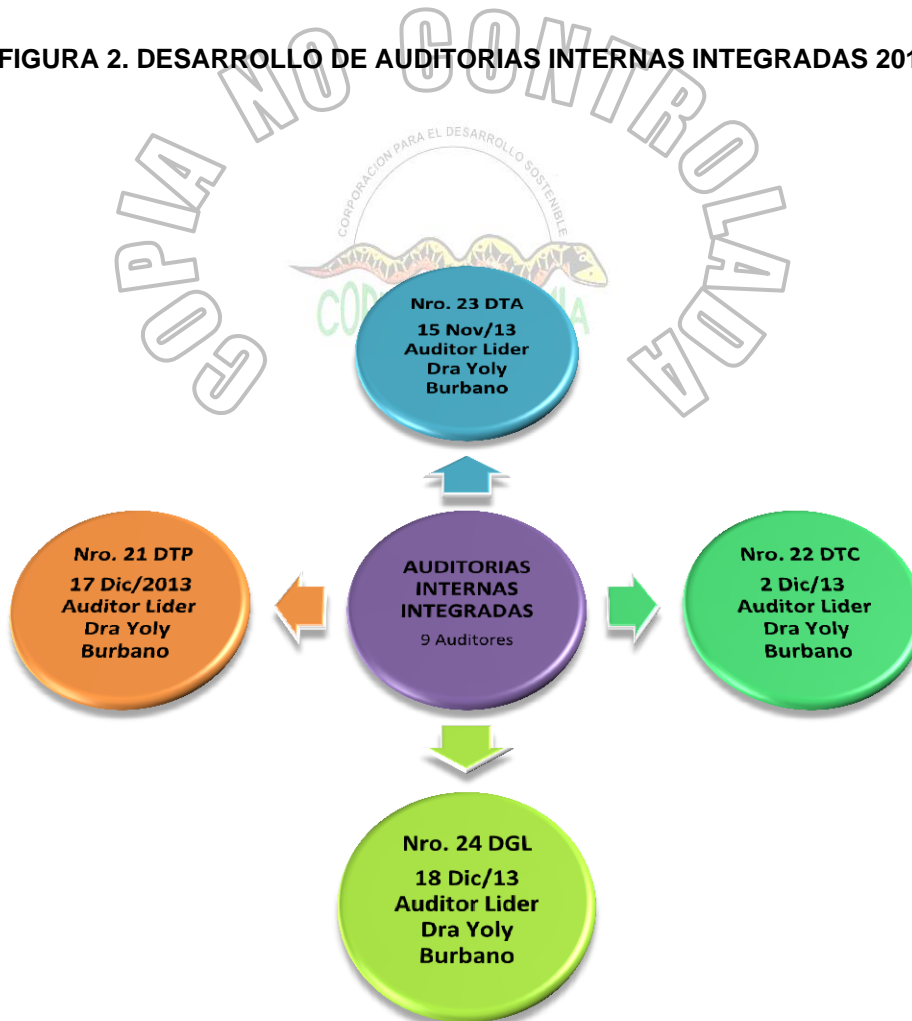 FIGURA 2. DESARROLLO DE AUDITORIAS INTERNAS INTEGRADAS 201
COPIA NO CONTROLADA
CORPORACION PARA EL DESARROLLO SOSTENIBLE
Nro. 23 DTA
15 Nov/13
Auditor Lider
Dra Yoly
Burbano
Nro. 21 DTP
17 Dic/2013
Auditor Lider
Dra Yoly
Burbano
AUDITORIAS
INTERNAS
INTEGRADAS
9 Auditores
Nro. 22 DTC
2 Dic/13
Auditor Lider
Dra Yoly
Burbano
Nro. 24 DGL
18 Dic/13
Auditor Lider
Dra Yoly
Burbano